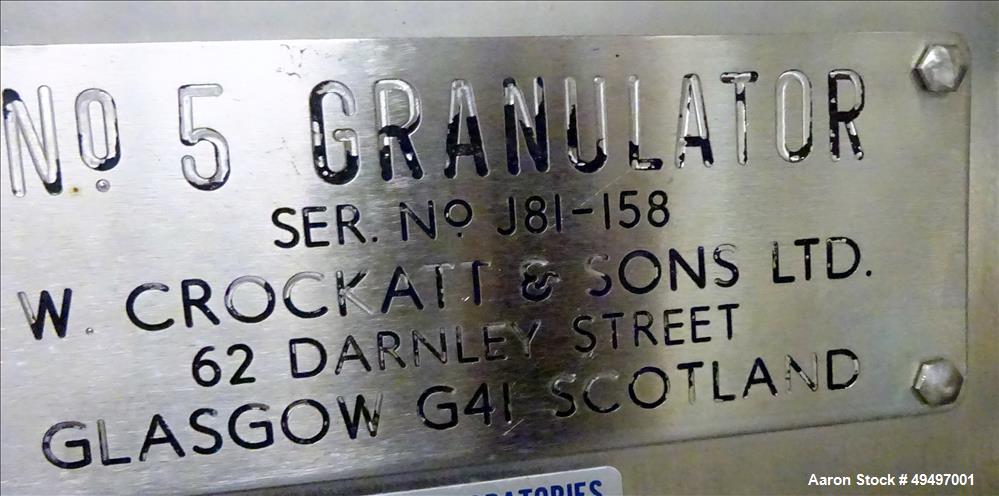 Nº 5 GRANULATOR
SER. Nº J81-158
W. CROCKATT & SONS LTD.
62 DARNLEY STREET
GLASGOW G41 SCOTLAND
Aaron Stock # 49497001